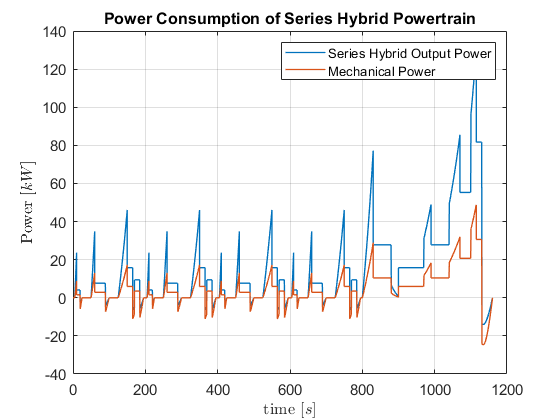 Power Consumption of Series Hybrid Powertrain
Series Hybrid Output Power
Mechanical Power
Power [kW]
140
120
100
80
60
40
20
0
-20
-40
0 200 400 600 800 1000 1200
time [s]